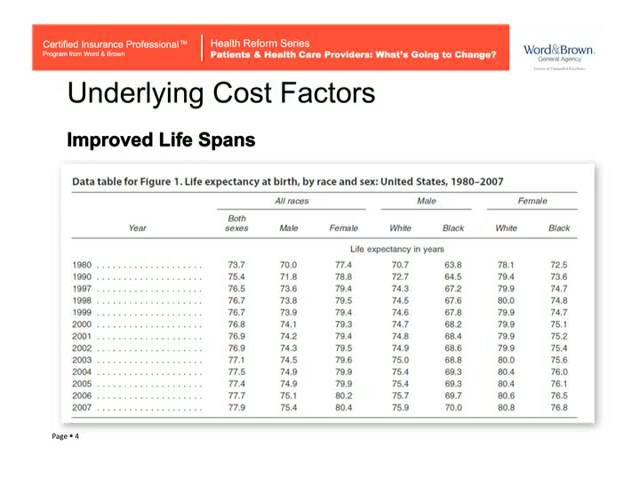 Certified Insurance Professional™
Program from Word & Brown
Health Reform Series
Patients & Health Care Providers: What's Going to Change?
Word&Brown.
General Agency
Service of Unequalled Excellence
Underlying Cost Factors
Improved Life Spans
Data table for Figure 1. Life expectancy at birth, by race and sex: United States, 1980–2007
All races Male Female
Year Both sexes Male Female White Black White Black
Life expectancy in years
1980 . . . . . . . . . . . . . . . . . . . . 73.7 70.0 77.4 70.7 63.8 78.1 72.5
1990 . . . . . . . . . . . . . . . . . . . . 75.4 71.8 78.8 72.7 64.5 79.4 73.6
1997 . . . . . . . . . . . . . . . . . . . . 76.5 73.6 79.4 74.3 67.2 79.9 74.7
1998 . . . . . . . . . . . . . . . . . . . . 76.7 73.8 79.5 74.5 67.6 80.0 74.8
1999 . . . . . . . . . . . . . . . . . . . . 76.7 73.9 79.4 74.6 67.8 79.9 74.7
2000 . . . . . . . . . . . . . . . . . . . . 76.8 74.1 79.3 74.7 68.2 79.9 75.1
2001 . . . . . . . . . . . . . . . . . . . . 76.9 74.2 79.4 74.8 68.4 79.9 75.2
2002 . . . . . . . . . . . . . . . . . . . . 76.9 74.3 79.5 74.9 68.6 79.9 75.4
2003 . . . . . . . . . . . . . . . . . . . . 77.1 74.5 79.6 75.0 68.8 80.0 75.6
2004 . . . . . . . . . . . . . . . . . . . . 77.5 74.9 79.9 75.4 69.3 80.4 76.0
2005 . . . . . . . . . . . . . . . . . . . . 77.4 74.9 79.9 75.4 69.3 80.4 76.1
2006 . . . . . . . . . . . . . . . . . . . . 77.7 75.1 80.2 75.7 69.7 80.6 76.5
2007 . . . . . . . . . . . . . . . . . . . . 77.9 75.4 80.4 75.9 70.0 80.8 76.8
Page ▪ 4